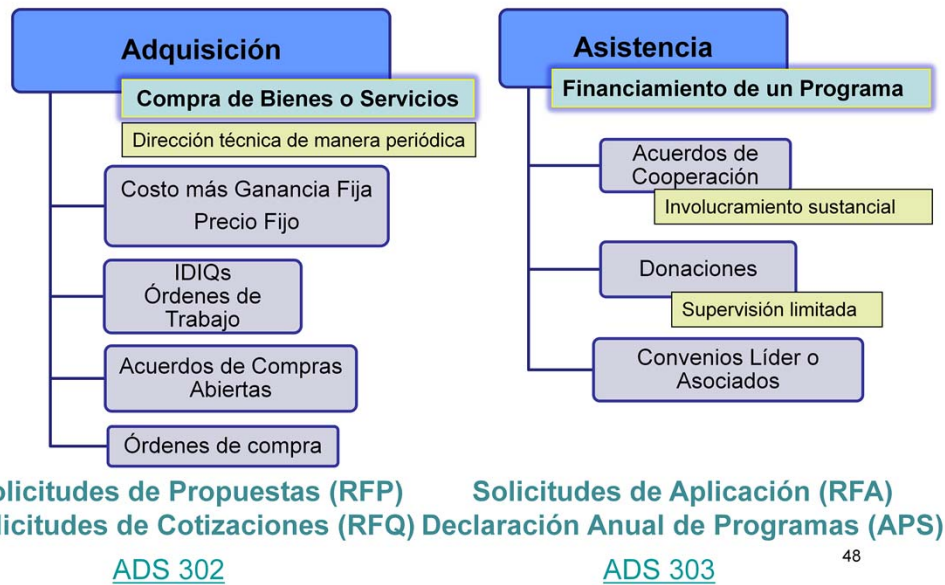 Adquisición
Compra de Bienes o Servicios
Dirección técnica de manera periódica
Costo más Ganancia Fija
Precio Fijo
IDIQs
Órdenes de
Trabajo
Acuerdos de Compras
Abiertas
Órdenes de compra
olicitudes de Propuestas (RFP)
licitudes de Cotizaciones (RFQ)
ADS 302
Asistencia
Financiamiento de un Programa
Acuerdos de
Cooperación
Involucramiento sustancial
Donaciones
Supervisión limitada
Convenios Líder o
Asociados
Solicitudes de Aplicación (RFA)
Declaración Anual de Programas (APS)
ADS 303
48